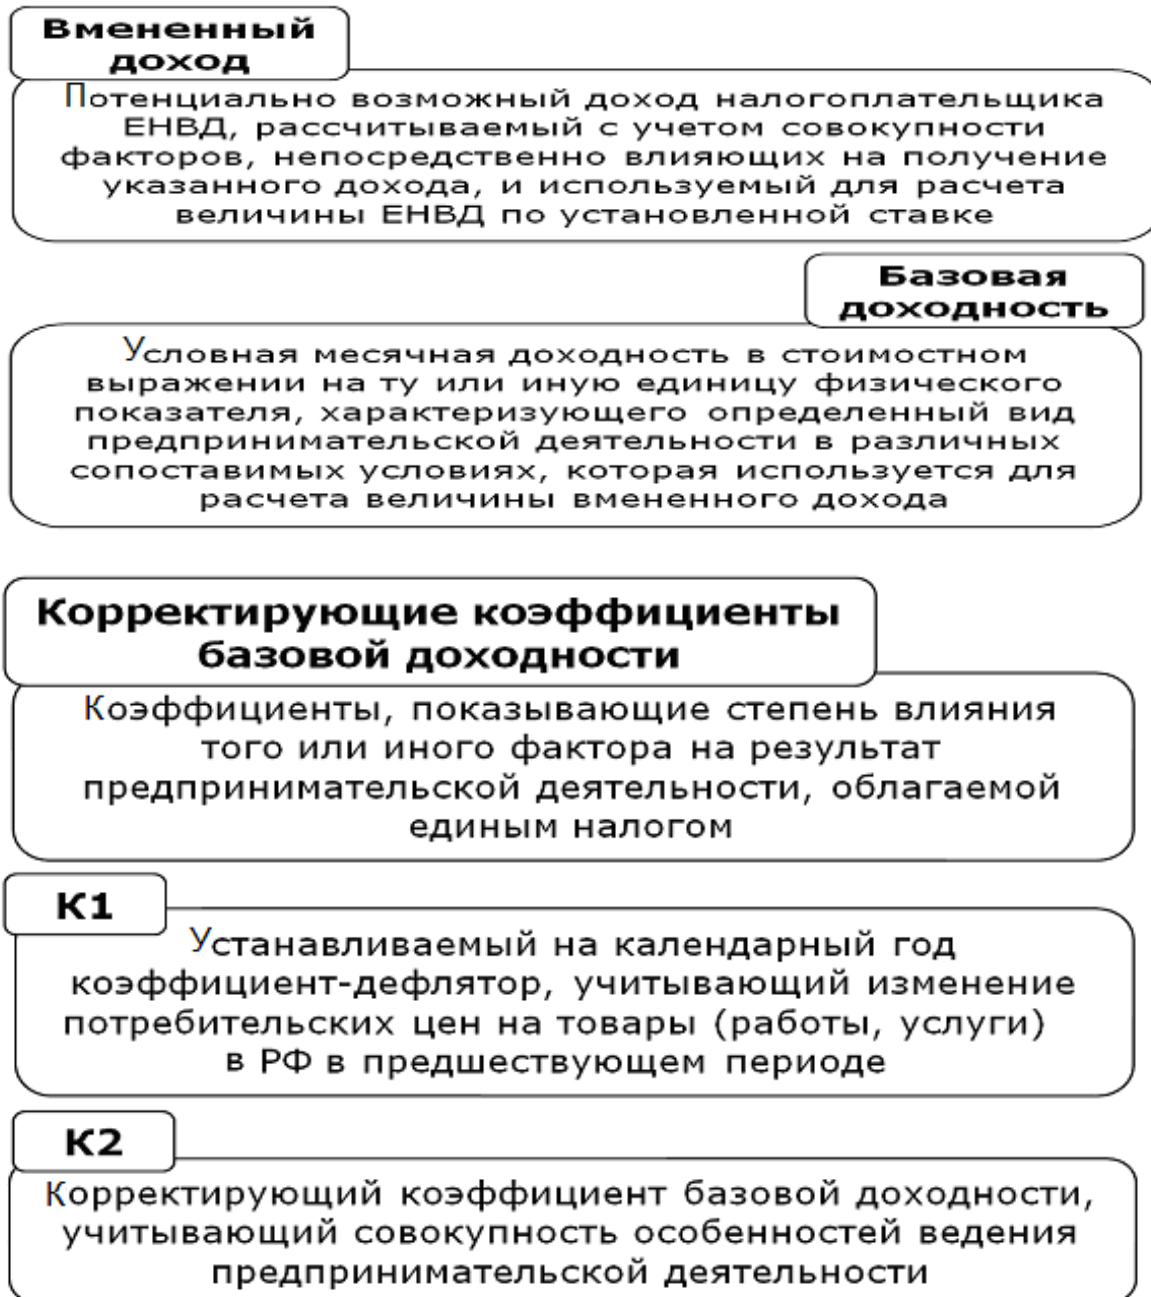 Вмененный
доход
Потенциально возможный доход налогоплательщика
ЕНВД, рассчитываемый с учетом совокупности
факторов, непосредственно влияющих на получение
указанного дохода, и используемый для расчета
величины ЕНВД по установленной ставке
Базовая
доходность
Условная месячная доходность в стоимостном
выражении на ту или иную единицу физического
показателя, характеризующего определенный вид
предпринимательской деятельности в различных
сопоставимых условиях, которая используется для
расчета величины вмененного дохода
Корректирующие коэффициенты
базовой доходности
Коэффициенты, показывающие степень влияния
того или иного фактора на результат
предпринимательской деятельности, облагаемой
единым налогом
К1
Устанавливаемый на календарный год
коэффициент-дефлятор, учитывающий изменение
потребительских цен на товары (работы, услуги)
в РФ в предшествующем периоде
К2
Корректирующий коэффициент базовой доходности,
учитывающий совокупность особенностей ведения
предпринимательской деятельности